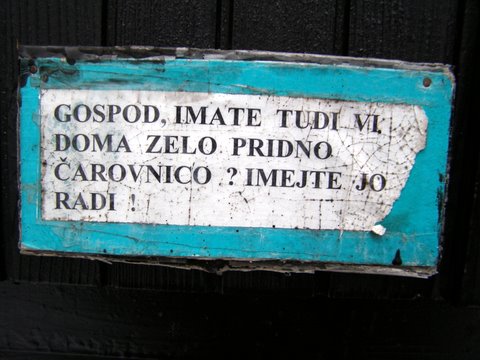 GOSPOD, IMATE TUDI VI
DOMA ZELO PRIDNO
ČAROVNICO ? IMEJTE JO
RADI !